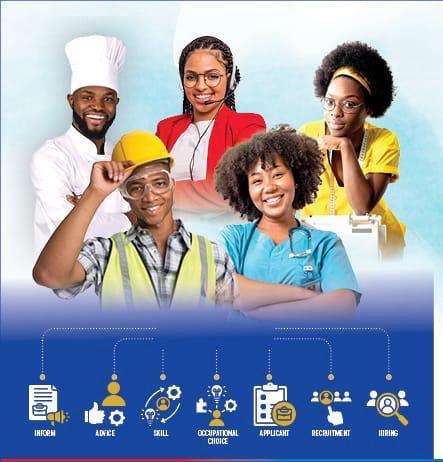 INFORM
ADVICE
SKILL
OCCUPATIONAL
CHOICE
APPLICANT
RECRUITMENT
HIRING